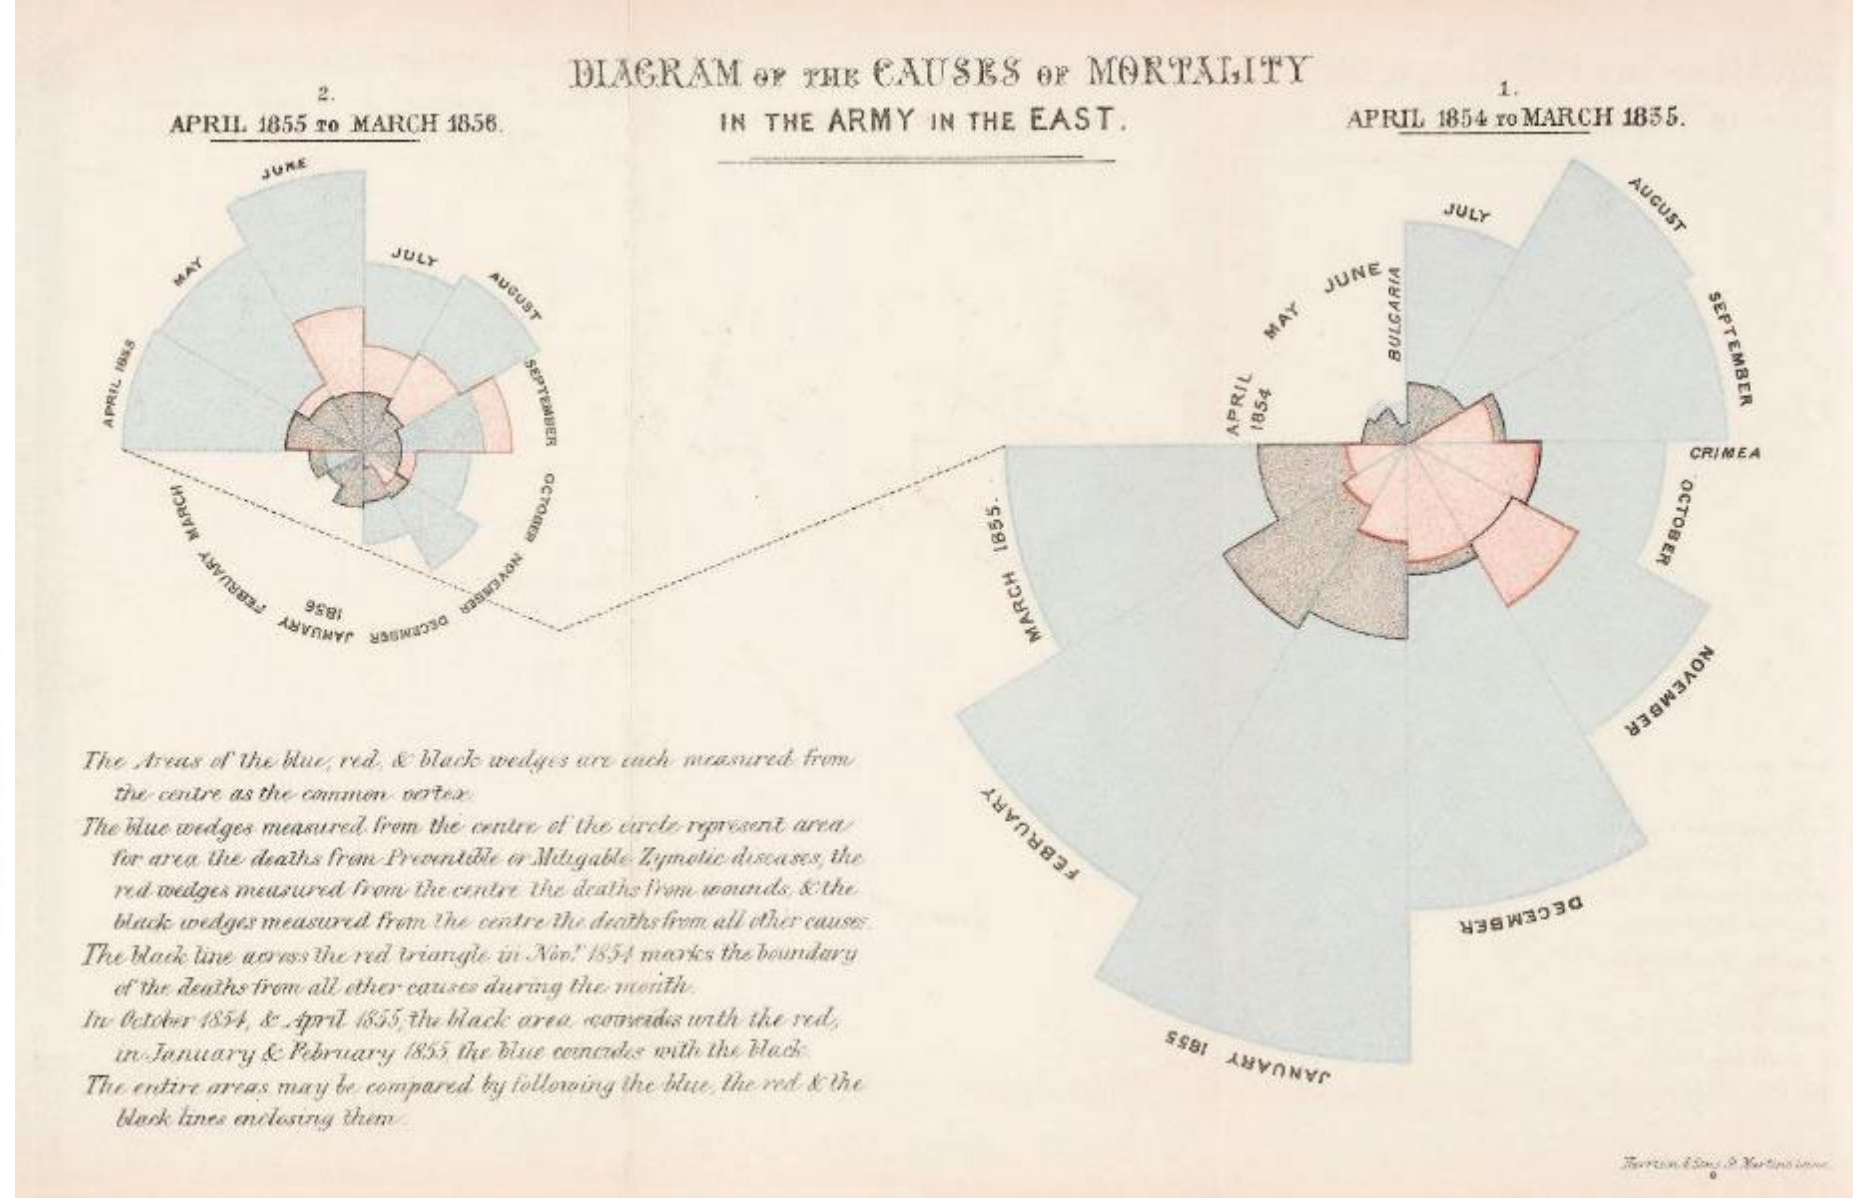 DIAGRAM OF THE CAUSES OF MORTALITY
IN THE ARMY IN THE EAST.
2.
APRIL 1855 TO MARCH 1856.
JUNE
JULY
AUGUST
MAY
SEPTEMBER
APRIL 1855
OCTOBER
NOVEMBER
DECEMBER
JANUARY
1856
FEBRUARY
MARCH
1.
APRIL 1854 TO MARCH 1855.
JULY
AUGUST
SEPTEMBER
JUNE
BULGARIA
MAY
APRIL
1854
CRIMEA
OCTOBER
NOVEMBER
DECEMBER
JANUARY 1855
FEBRUARY
MARCH 1855.
The Areas of the blue, red, & black wedges are each measured from
the centre as the common vertex.
The blue wedges measured from the centre of the circle represent area
for area the deaths from Preventible or Mitigable Zymotic diseases, the
red wedges measured from the centre the deaths from wounds, & the
black wedges measured from the centre the deaths from all other causes.
The black line across the red triangle in Novr. 1854 marks the boundary
of the deaths from all other causes during the month.
In October 1854, & April 1855, the black area coincides with the red,
in January & February 1855, the blue coincides with the black.
The entire areas may be compared by following the blue, the red & the
black lines enclosing them.
Harrison & Sons, St Martins Lane